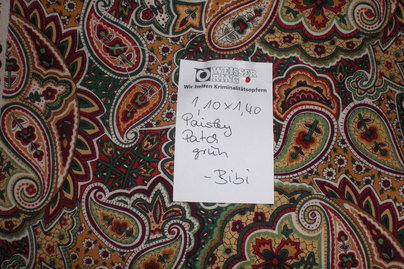 WEISSER
RING
Wir helfen Kriminalitätsopfern
1,10 x 1,40
Paisley
Patch
grün
- Bibi